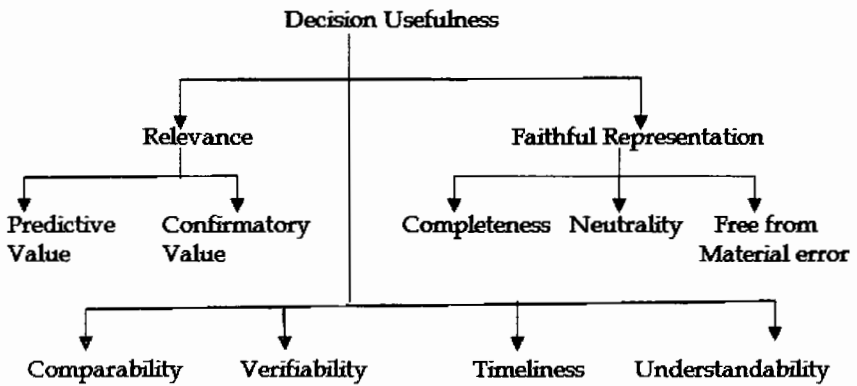 Decision Usefulness
Relevance
Faithful Representation
Predictive
Value
Confirmatory
Value
Completeness
Neutrality
Free from
Material error
Comparability
Verifiability
Timeliness
Understandability